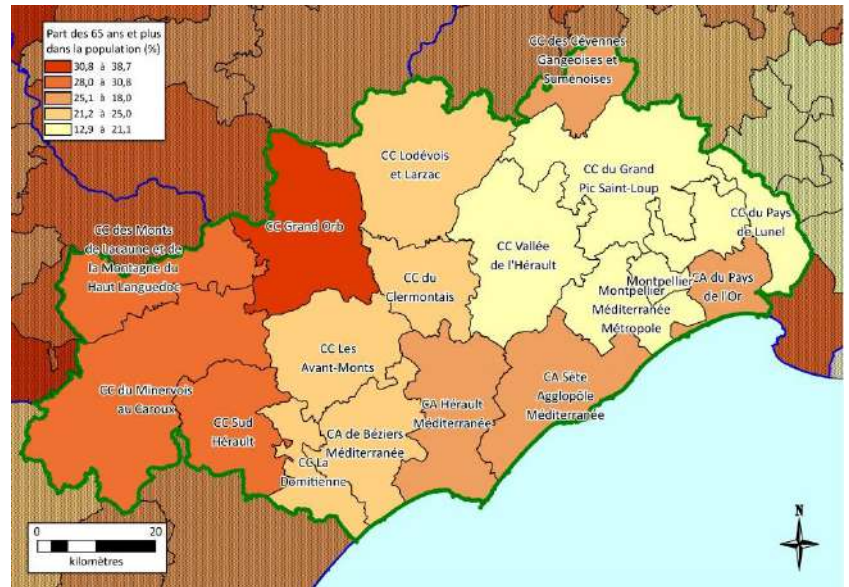 Part des 65 ans et plus
dans la population (%)
30,8 à 38,7
28,0 à 30,8
25,1 à 18,0
21,2 à 25,0
12,9 à 21,1
CC des Cévennes
Gangeoises et
Suménoises
CC Lodévois
et Larzac
CC du Grand
Pic Saint-Loup
CC Grand Orb
CC du Pays
de Lunel
CC des Monts
de Lacaune et de
la Montagne du
Haut Languedoc
CC Vallée
de l'Hérault
CC du
Clermontais
Montpellier
CA du Pays
de l'Or
Montpellier
Méditerranée
Métropole
CC Les
Avant-Monts
CC du Minervois
au Caroux
CA Sète
Agglopôle
Méditerranée
CA Hérault
Méditerranée
CC Sud
Hérault
CA de Béziers
Méditerranée
CC La
Domitienne
0 20
kilomètres
N